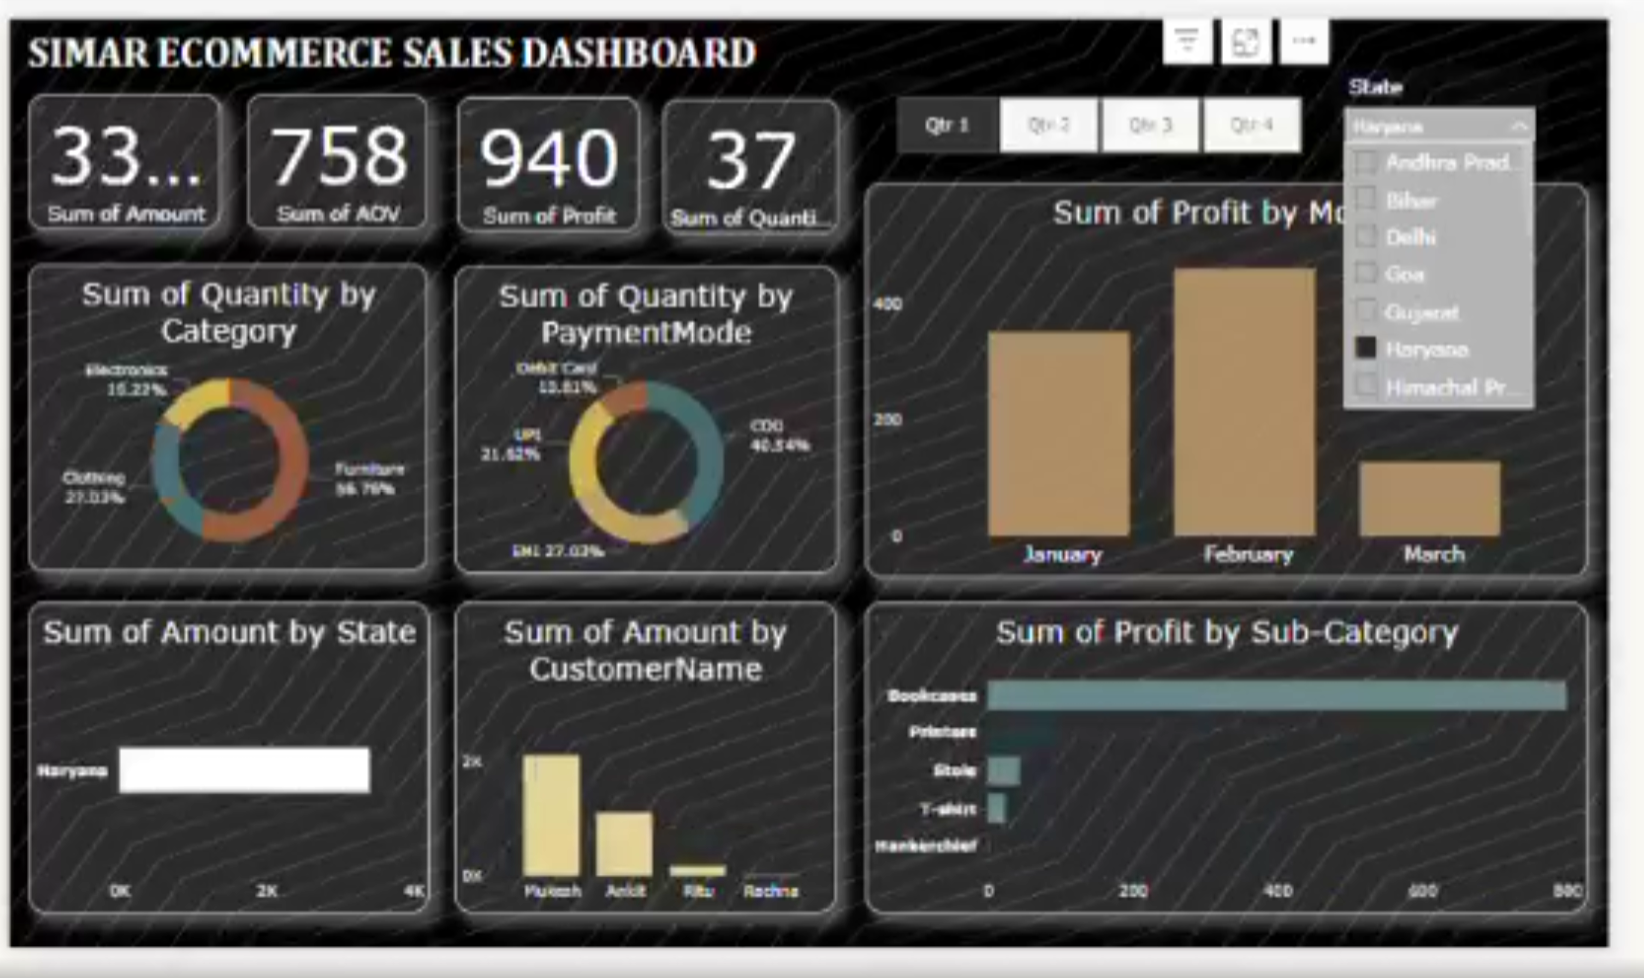 SIMAR ECOMMERCE SALES DASHBOARD
State
33...
Sum of Amount
758
Sum of AOV
940
Sum of Profit
37
Sum of Quanti...
Qtr 1
Qtr 2
Qtr 3
Qtr 4
Haryana
Andhra Prad...
Bihar
Delhi
Goa
Gujarat
Haryana
Himachal Pr...
Sum of Quantity by
Category
Electronics
Clothing
27.03%
Furniture
56.76%
Sum of Quantity by
PaymentMode
Debit Card
10.81%
UPI
21.62%
COD
40.54%
EMI 27.03%
Sum of Profit by Mo
400
200
0
January
February
March
Sum of Amount by State
Haryana
0K
2K
4K
Sum of Amount by
CustomerName
2K
0K
Mukesh
Ankit
Ritu
Rachna
Sum of Profit by Sub-Category
Bookcases
Printers
Stole
T-shirt
Hankerchief
0
200
400
600
800